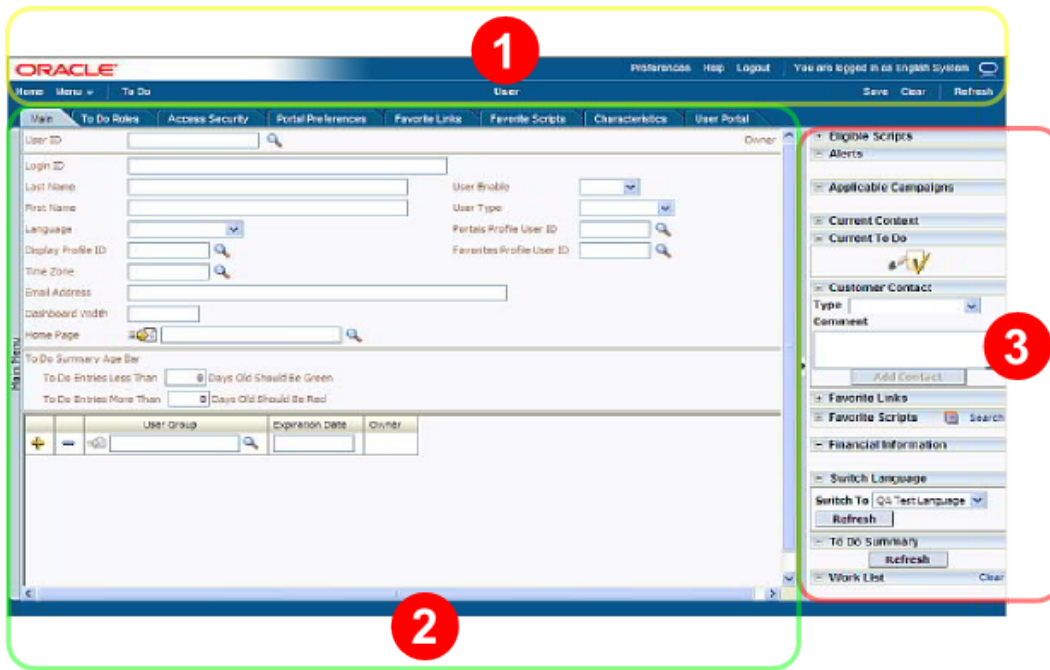 1
ORACLE
Preferences Help Logout You are logged in as English System
Home Menu To Do User Save Clear Refresh
Main To Do Roles Access Security Portal Preferences Favorite Links Favorite Scripts Characteristics User Portal
User ID Owner
Login ID
Last Name User Enable
First Name User Type
Language Portals Profile User ID
Display Profile ID Favorites Profile User ID
Time Zone
Email Address
Dashboard Width
Home Page
To Do Summary Age Bar
To Do Entries Less Than 0 Days Old Should Be Green
To Do Entries More Than 0 Days Old Should Be Red
User Group Expiration Date Owner
Main Menu
Eligible Scripts
Alerts
Applicable Campaigns
Current Context
Current To Do
Customer Contact
Type
Comment
3
Add Contact
Favorite Links
Favorite Scripts Search
Financial Information
Switch Language
Switch To QA Test Language
Refresh
To Do Summary
Refresh
Work List Clear
2